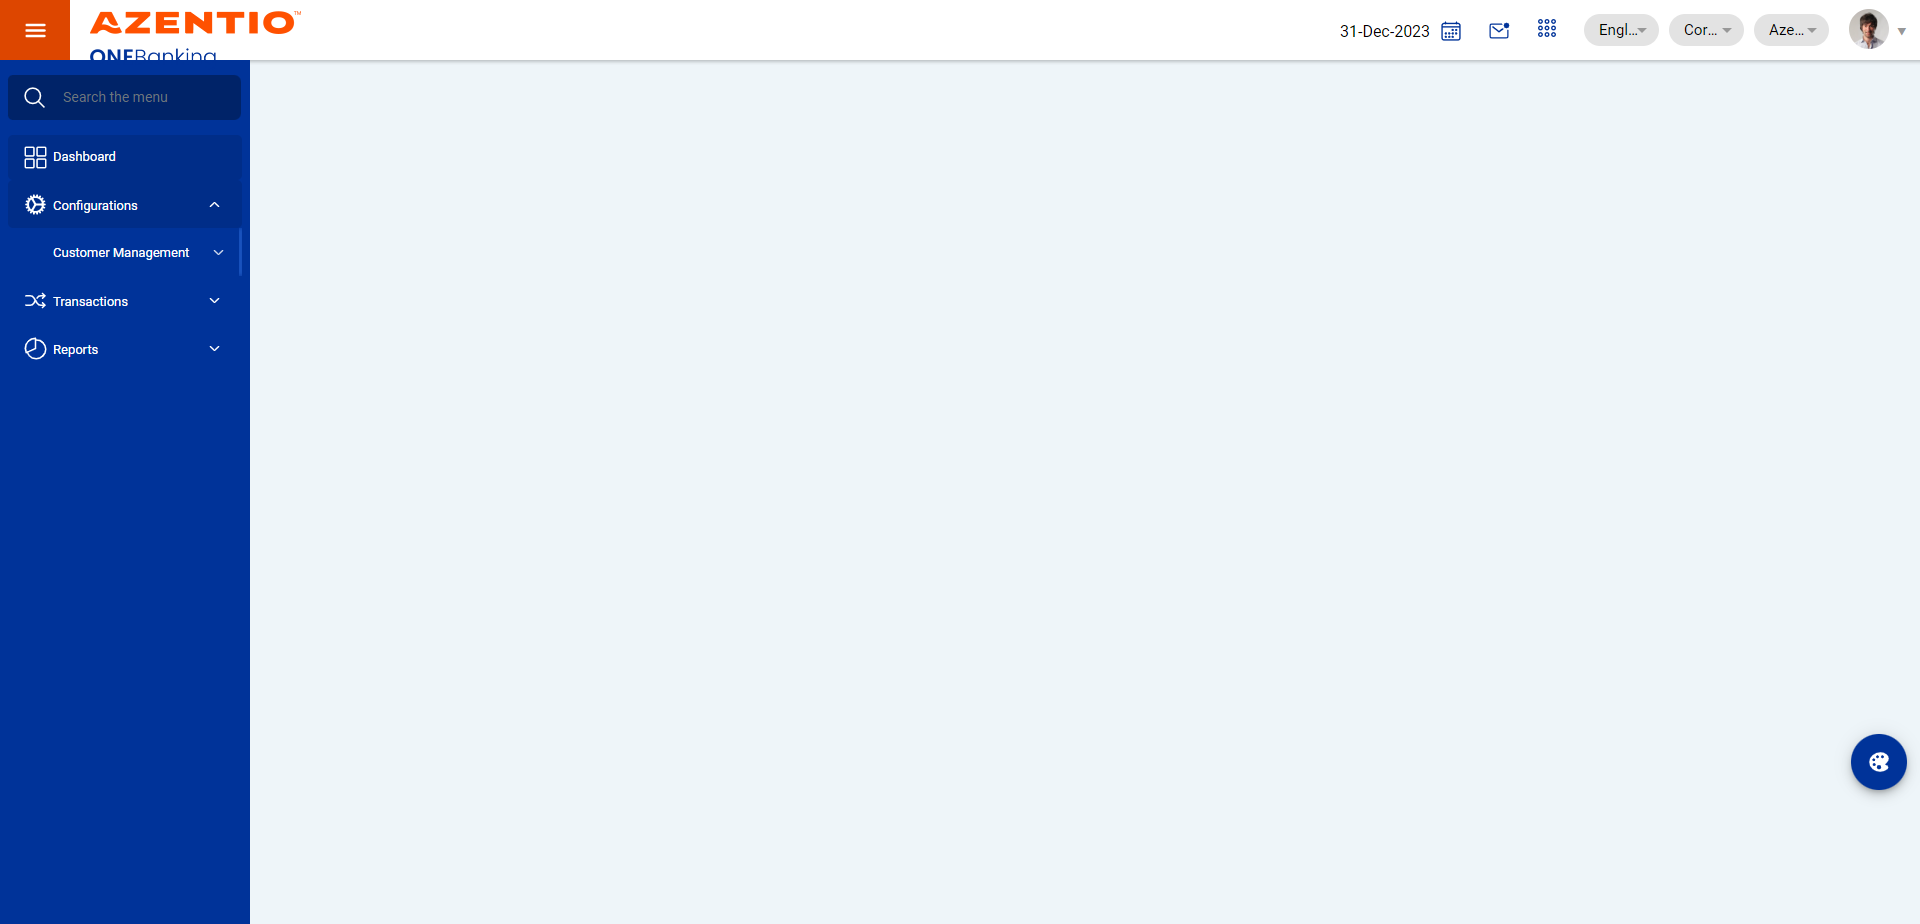 AZENTIO™
ONEBanking
31-Dec-2023
Engl...
Cor...
Aze...
Search the menu
Dashboard
Configurations
Customer Management
Transactions
Reports